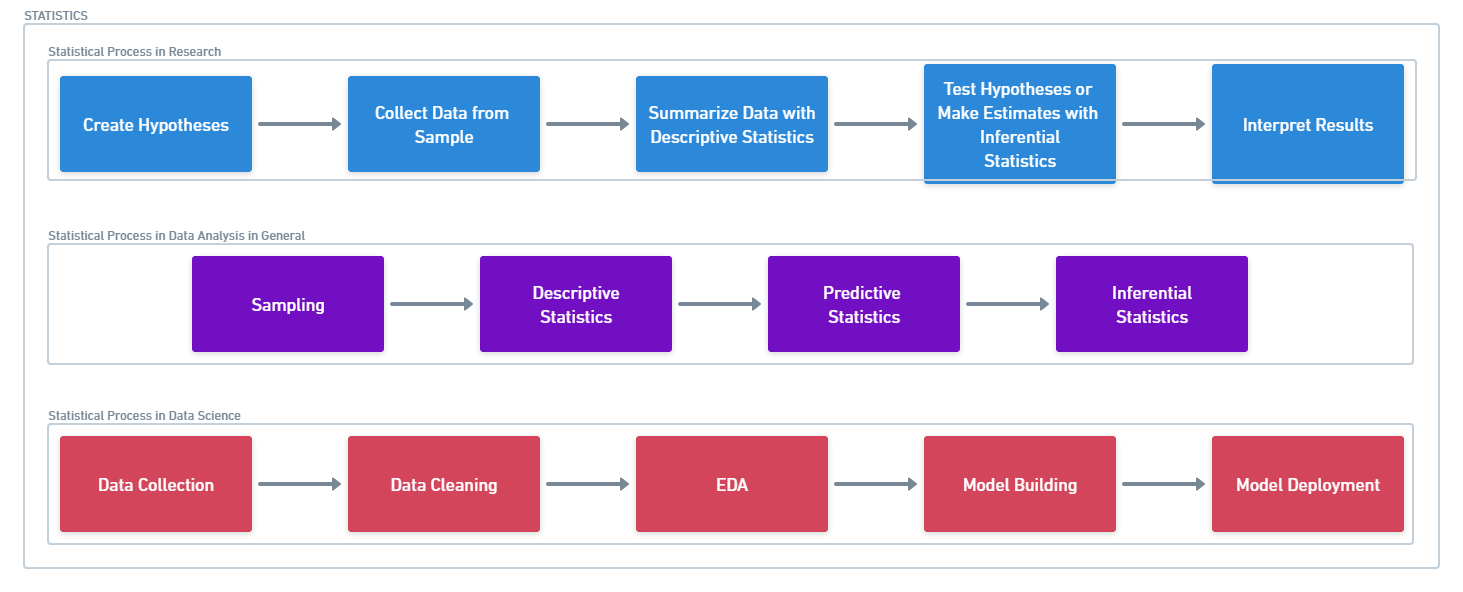 STATISTICS
Statistical Process in Research
Create Hypotheses
Collect Data from
Sample
Summarize Data with
Descriptive Statistics
Test Hypotheses or
Make Estimates with
Inferential
Statistics
Interpret Results
Statistical Process in Data Analysis in General
Sampling
Descriptive
Statistics
Predictive
Statistics
Inferential
Statistics
Statistical Process in Data Science
Data Collection
Data Cleaning
EDA
Model Building
Model Deployment